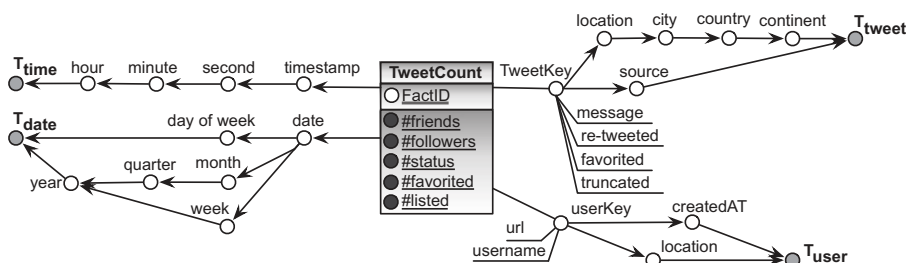 location city country continent T_tweet
T_time hour minute second timestamp
TweetCount
FactID
#friends
#followers
#status
#favorited
#listed
TweetKey source
message
re-tweeted
favorited
truncated
T_date day of week date
year quarter month
week
userKey createdAT
url
username
location T_user